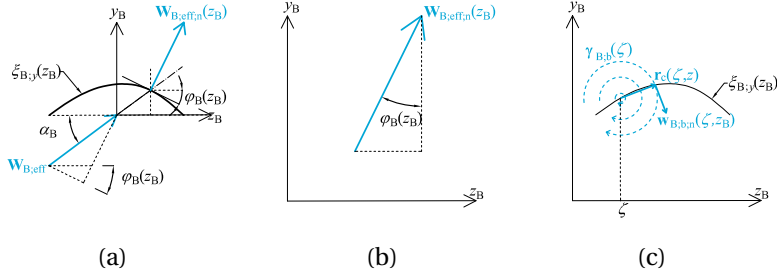 y_B
W_B;eff;n(z_B)
ξ_B;y(z_B)
φ_B(z_B)
z_B
α_B
W_B;eff
φ_B(z_B)
(a)
y_B
W_B;eff;n(z_B)
φ_B(z_B)
z_B
(b)
y_B
γ_B;b(ζ)
r_c(ζ,z)
ξ_B;y(z_B)
w_B;b;n(ζ,z_B)
z_B
ζ
(c)